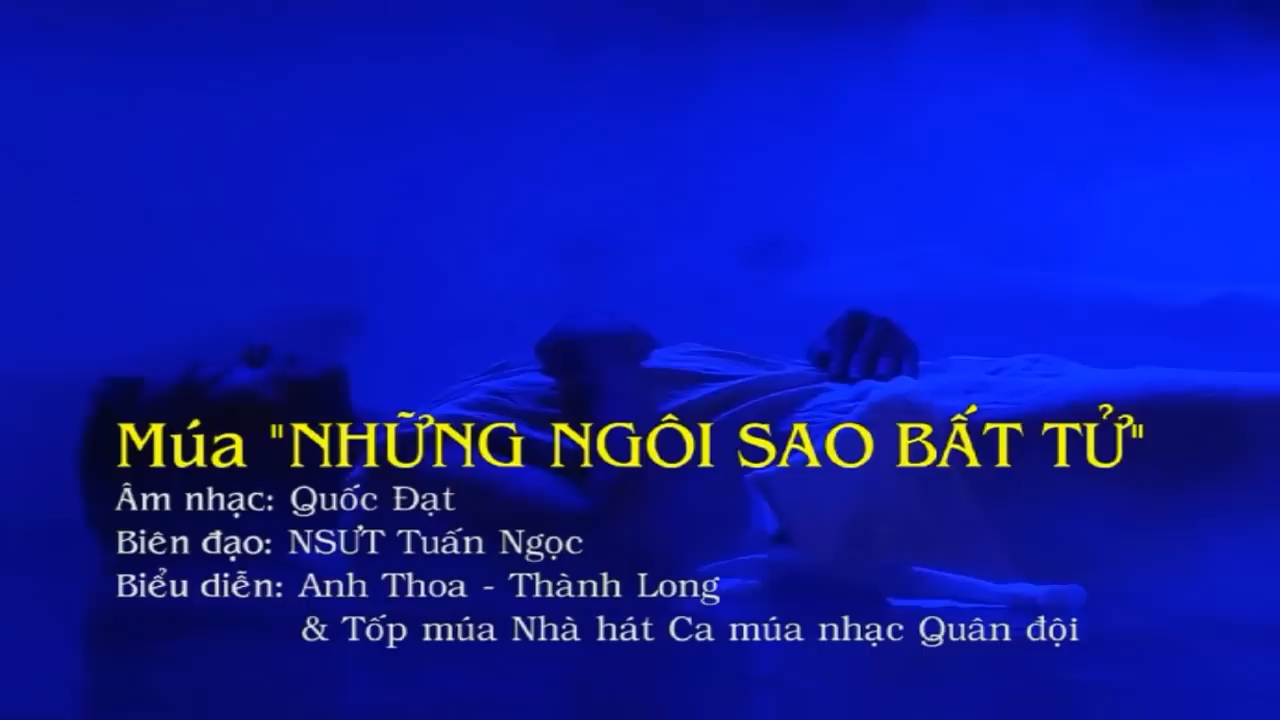 Múa "NHỮNG NGÔI SAO BẤT TỬ"
Âm nhạc: Quốc Đạt
Biên đạo: NSƯT Tuấn Ngọc
Biểu diễn: Anh Thoa - Thành Long
& Tốp múa Nhà hát Ca múa nhạc Quân đội